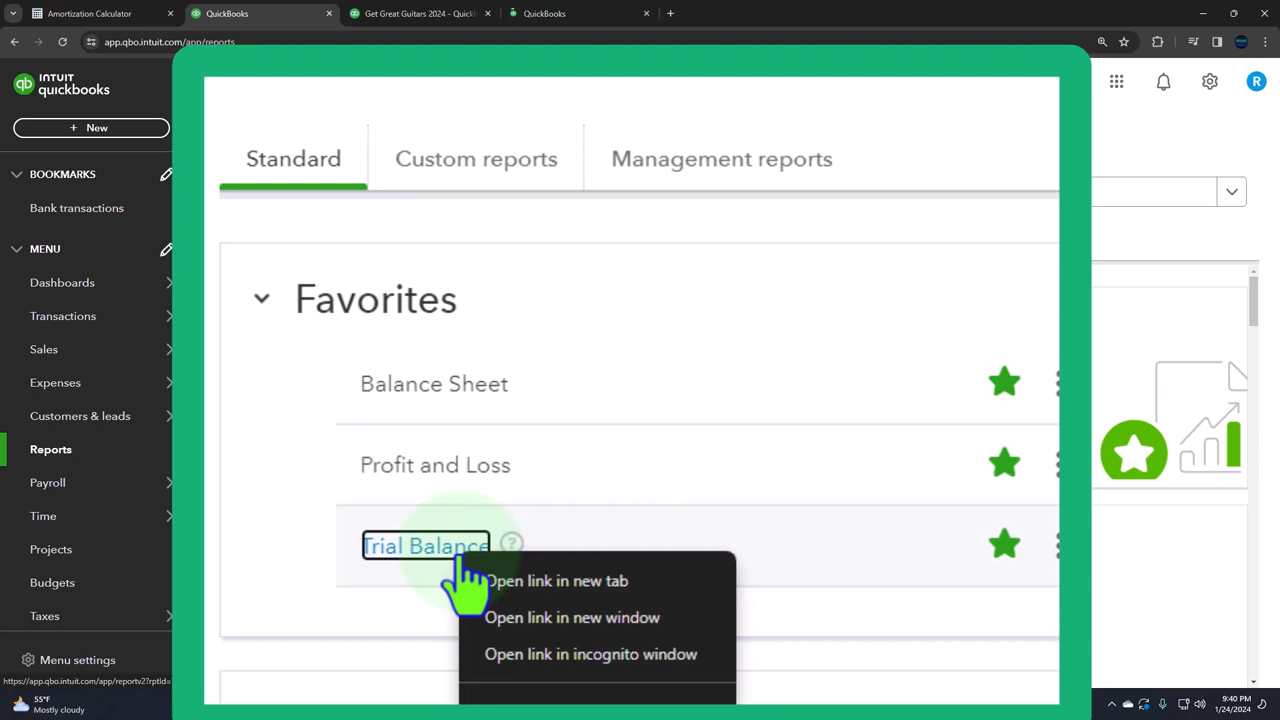 Amortization Calculator
QuickBooks
Get Great Guitars 2024 - Quick
QuickBooks
app.qbo.intuit.com/app/reports
INTUIT
quickbooks
R
+ New
BOOKMARKS
Bank transactions
MENU
Dashboards
Transactions
Sales
Expenses
Customers & leads
Reports
Payroll
Time
Projects
Budgets
Taxes
Menu settings
Standard
Custom reports
Management reports
Favorites
Balance Sheet
Profit and Loss
Trial Balance
?
Open link in new tab
Open link in new window
Open link in incognito window
https://app.qbo.intuit.com/app/reportv2?rptId=
55°F
Mostly cloudy
9:40 PM
1/24/2024